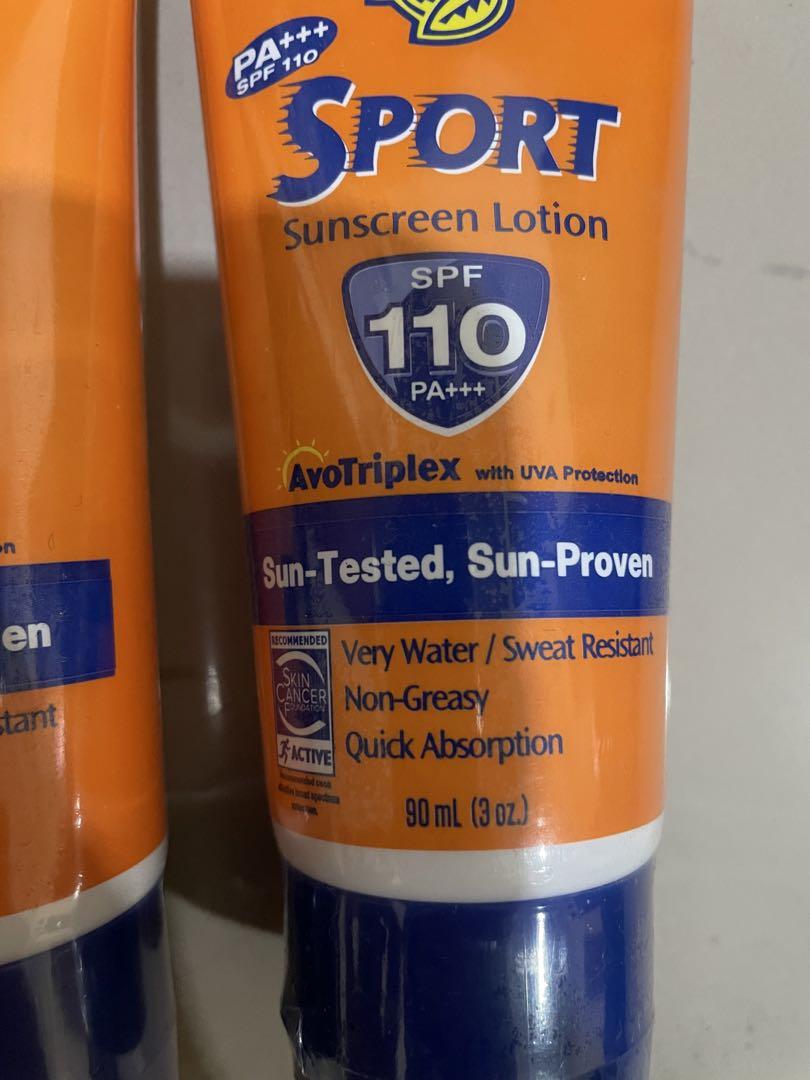 PA+++
SPF 110
SPORT
Sunscreen Lotion
SPF
110
PA+++
AvoTriplex with UVA Protection
Sun-Tested, Sun-Proven
RECOMMENDED
SKIN
CANCER
FOUNDATION
ACTIVE
Very Water / Sweat Resistant
Non-Greasy
Quick Absorption
90 mL (3 oz.)
on
en
stant